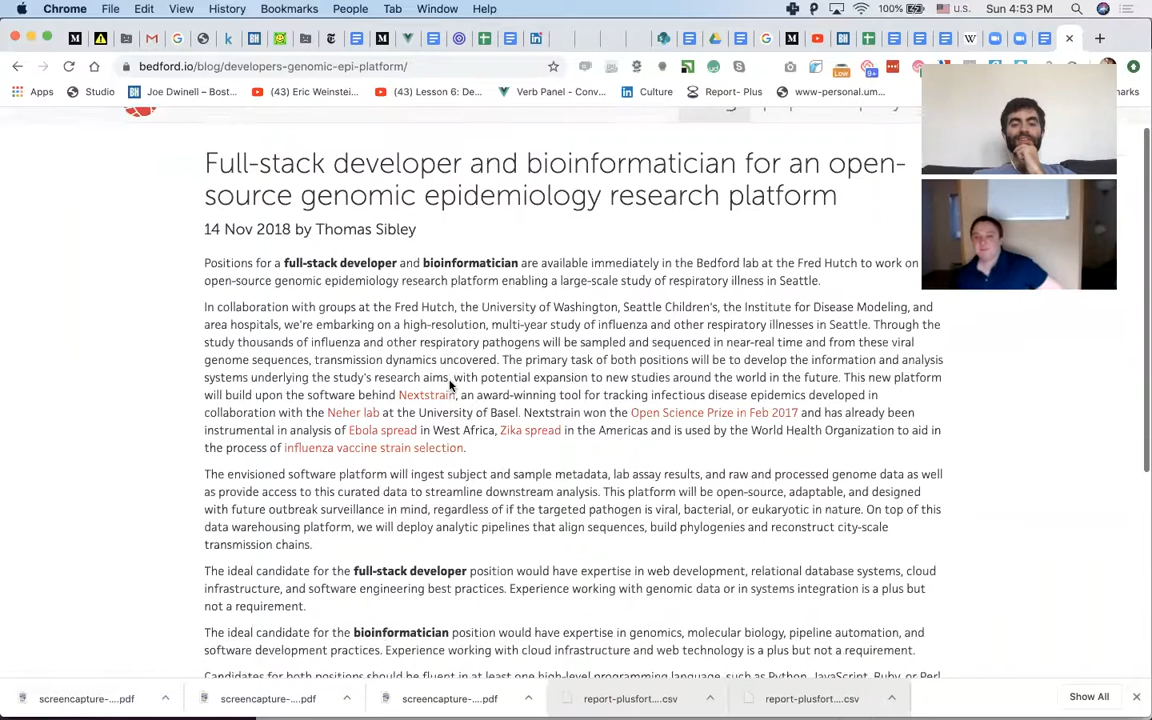 Chrome File Edit View History Bookmarks People Tab Window Help 100% U.S. Sun 4:53 PM
bedford.io/blog/developers-genomic-epi-platform/
Apps Studio Joe Dwinell – Bost... (43) Eric Weinstei... (43) Lesson 6: De... Verb Panel - Conv... Culture Report- Plus www-personal.um...
Full-stack developer and bioinformatician for an open-
source genomic epidemiology research platform
14 Nov 2018 by Thomas Sibley
Positions for a full-stack developer and bioinformatician are available immediately in the Bedford lab at the Fred Hutch to work on
open-source genomic epidemiology research platform enabling a large-scale study of respiratory illness in Seattle.
In collaboration with groups at the Fred Hutch, the University of Washington, Seattle Children's, the Institute for Disease Modeling, and
area hospitals, we're embarking on a high-resolution, multi-year study of influenza and other respiratory illnesses in Seattle. Through the
study thousands of influenza and other respiratory pathogens will be sampled and sequenced in near-real time and from these viral
genome sequences, transmission dynamics uncovered. The primary task of both positions will be to develop the information and analysis
systems underlying the study's research aims, with potential expansion to new studies around the world in the future. This new platform
will build upon the software behind Nextstrain, an award-winning tool for tracking infectious disease epidemics developed in
collaboration with the Neher lab at the University of Basel. Nextstrain won the Open Science Prize in Feb 2017 and has already been
instrumental in analysis of Ebola spread in West Africa, Zika spread in the Americas and is used by the World Health Organization to aid in
the process of influenza vaccine strain selection.
The envisioned software platform will ingest subject and sample metadata, lab assay results, and raw and processed genome data as well
as provide access to this curated data to streamline downstream analysis. This platform will be open-source, adaptable, and designed
with future outbreak surveillance in mind, regardless of if the targeted pathogen is viral, bacterial, or eukaryotic in nature. On top of this
data warehousing platform, we will deploy analytic pipelines that align sequences, build phylogenies and reconstruct city-scale
transmission chains.
The ideal candidate for the full-stack developer position would have expertise in web development, relational database systems, cloud
infrastructure, and software engineering best practices. Experience working with genomic data or in systems integration is a plus but
not a requirement.
The ideal candidate for the bioinformatician position would have expertise in genomics, molecular biology, pipeline automation, and
software development practices. Experience working with cloud infrastructure and web technology is a plus but not a requirement.
Candidates for both positions should be fluent in at least one high-level programming language, such as Python, JavaScript, Ruby, or Perl
screencapture-....pdf screencapture-....pdf screencapture-....pdf report-plusfort....csv report-plusfort....csv Show All